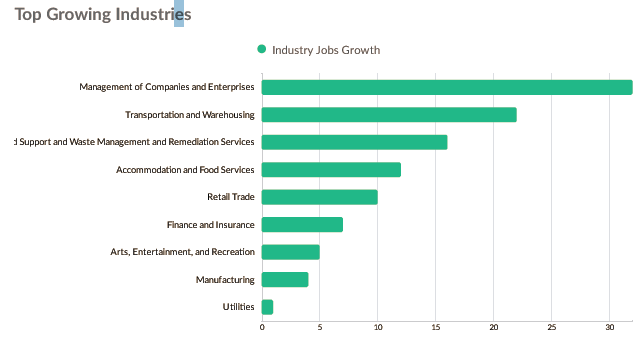 Top Growing Industries
Industry Jobs Growth
Management of Companies and Enterprises
Transportation and Warehousing
d Support and Waste Management and Remediation Services
Accommodation and Food Services
Retail Trade
Finance and Insurance
Arts, Entertainment, and Recreation
Manufacturing
Utilities
0 5 10 15 20 25 30